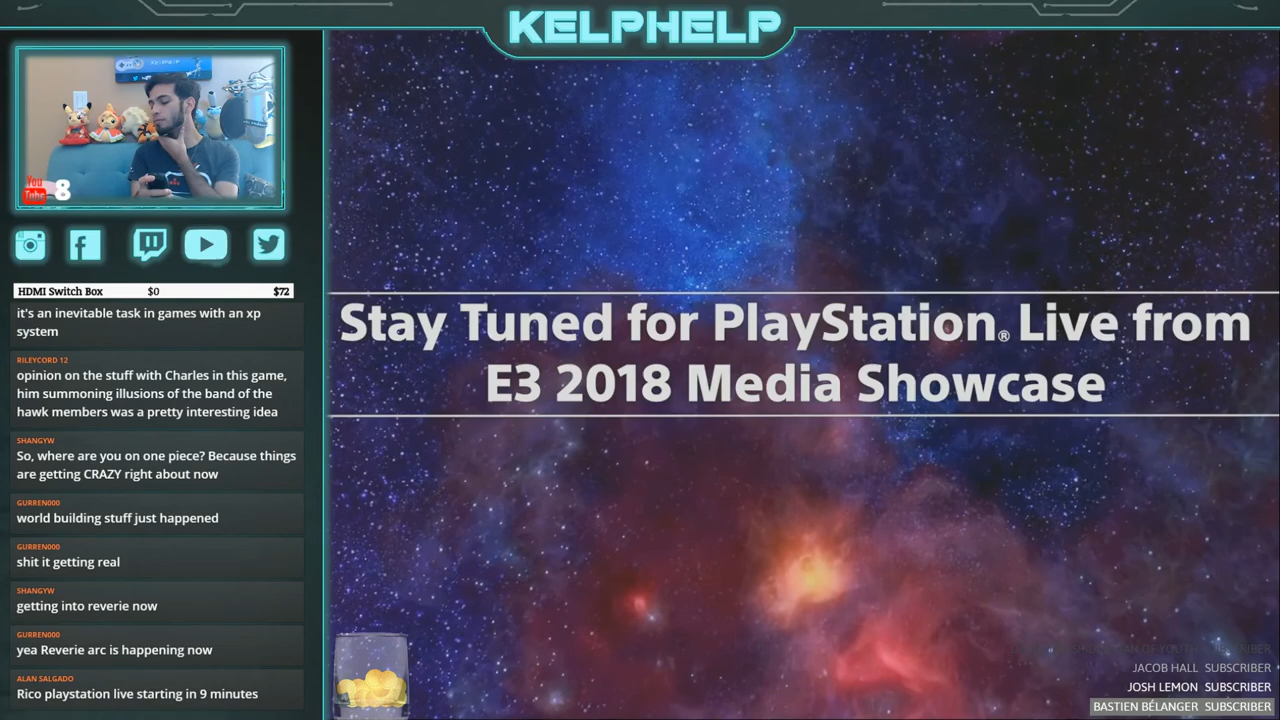 KELPHELP
You
Tube
8
HDMI Switch Box $0 $72
it's an inevitable task in games with an xp
system
RILEYCORD 12
opinion on the stuff with Charles in this game,
him summoning illusions of the band of the
hawk members was a pretty interesting idea
SHANGYW
So, where are you on one piece? Because things
are getting CRAZY right about now
GURREN000
world building stuff just happened
GURREN000
shit it getting real
SHANGYW
getting into reverie now
GURREN000
yea Reverie arc is happening now
ALAN SALGADO
Rico playstation live starting in 9 minutes
Stay Tuned for PlayStation® Live from
E3 2018 Media Showcase
JACOB HALL SUBSCRIBER
JOSH LEMON SUBSCRIBER
BASTIEN BÉLANGER SUBSCRIBER